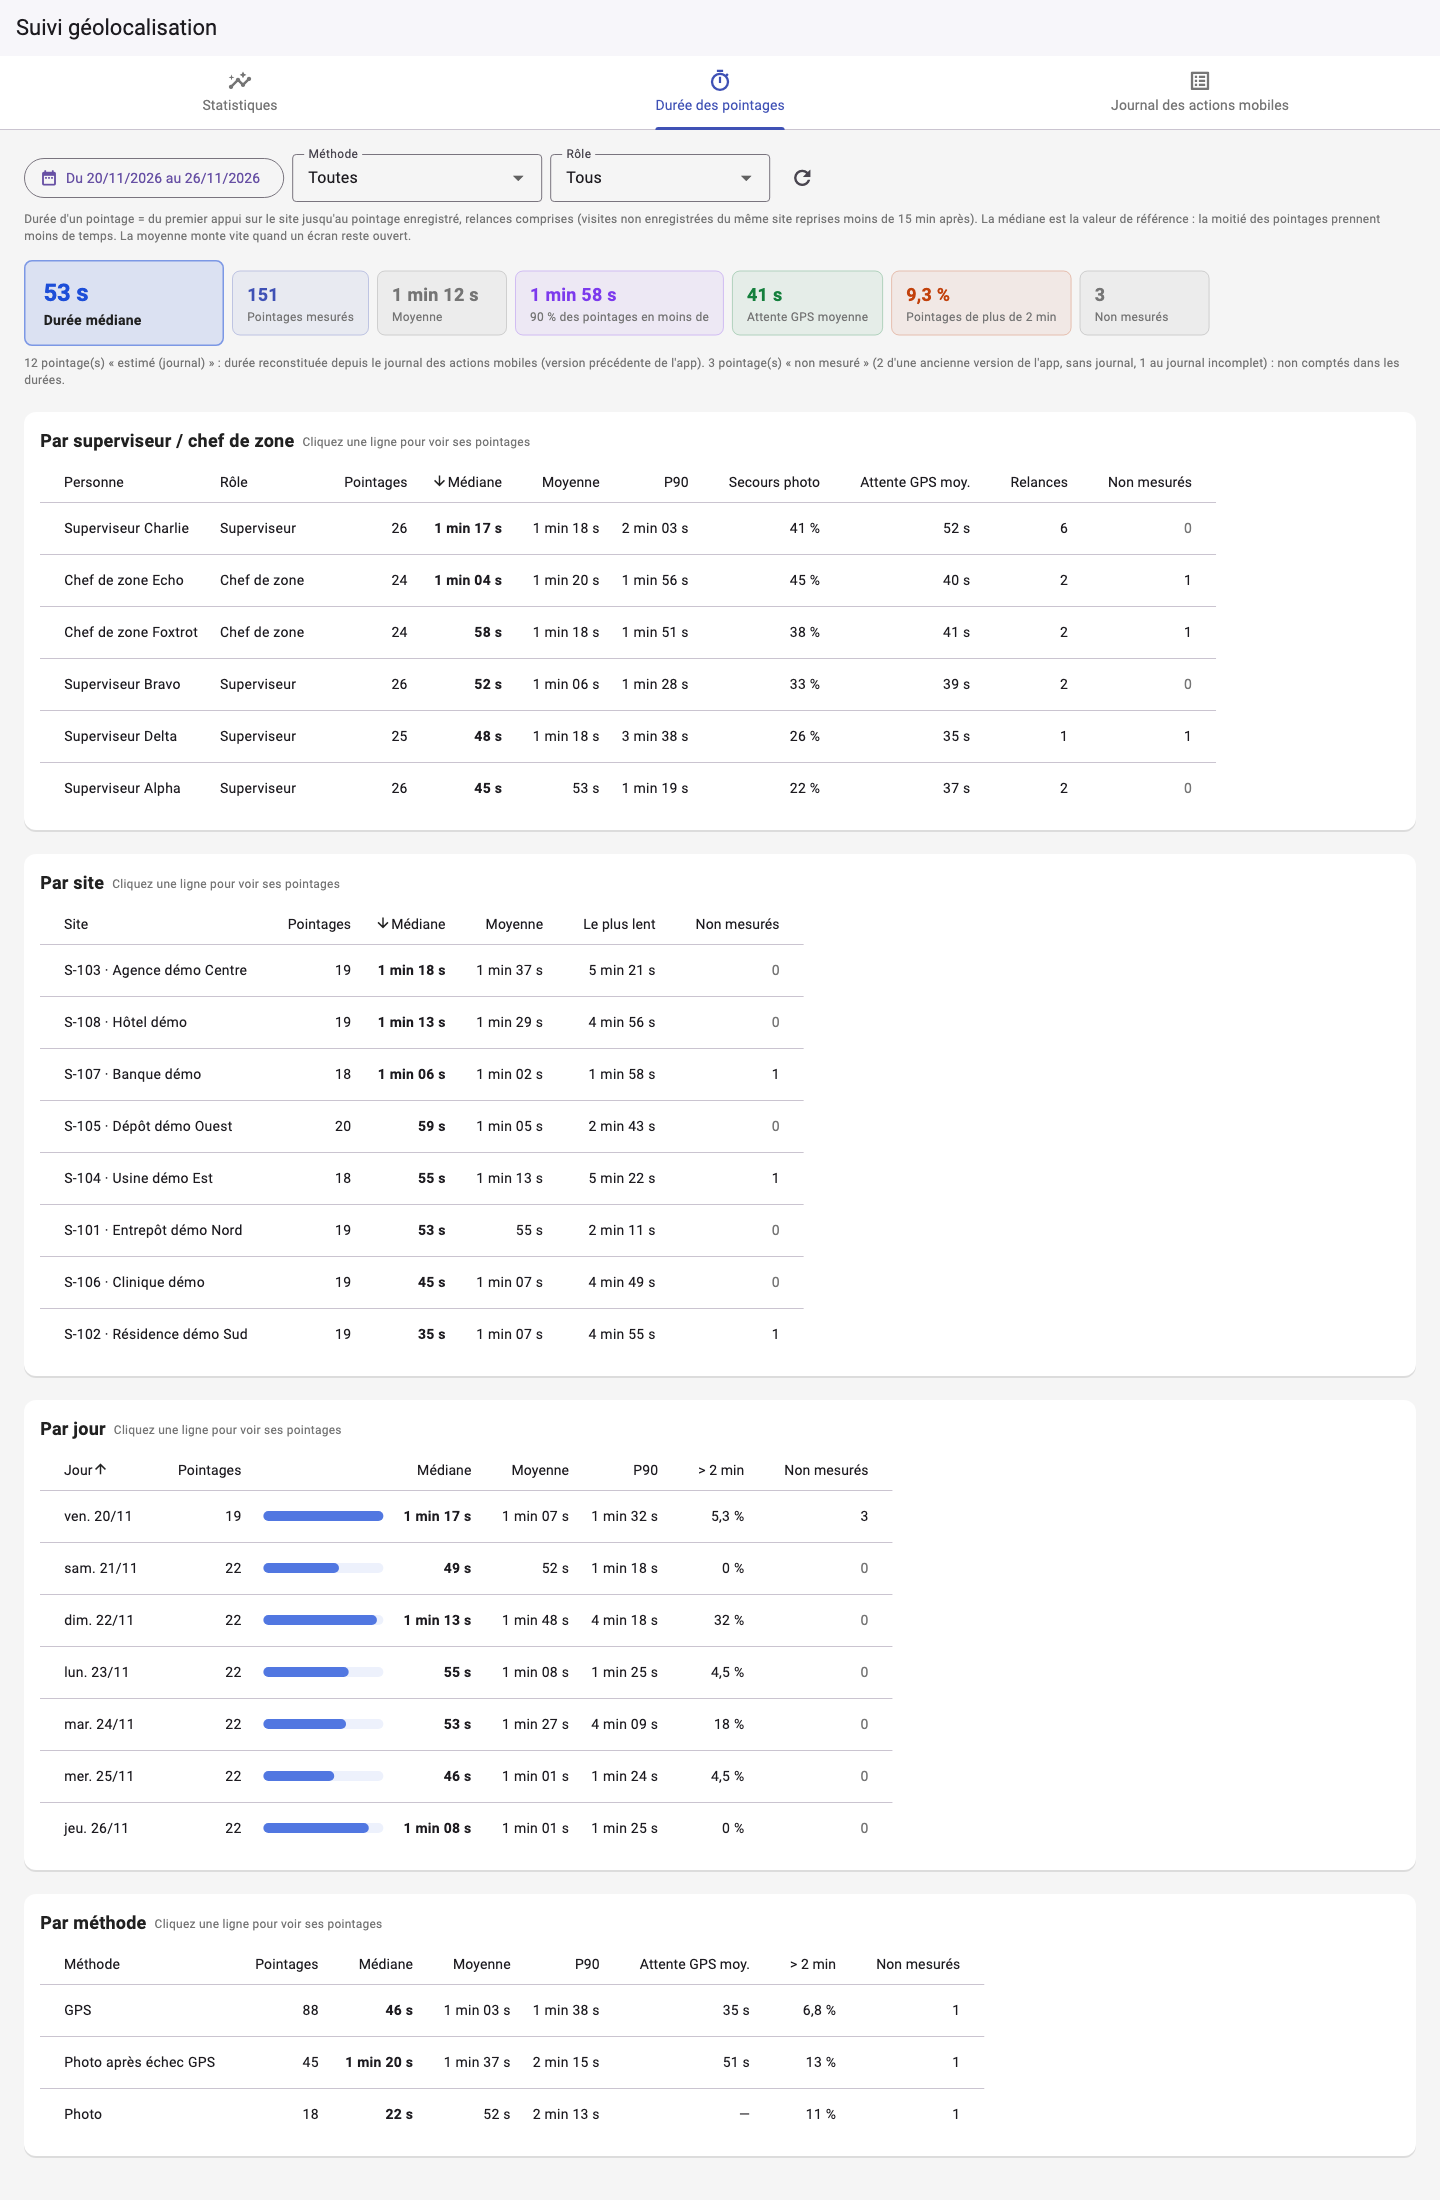 Suivi géolocalisation
Statistiques
Durée des pointages
Journal des actions mobiles
Du 20/11/2026 au 26/11/2026
Méthode
Toutes
Rôle
Tous
Durée d'un pointage = du premier appui sur le site jusqu'au pointage enregistré, relances comprises (visites non enregistrées du même site reprises moins de 15 min après). La médiane est la valeur de référence : la moitié des pointages prennent
moins de temps. La moyenne monte vite quand un écran reste ouvert.
53 s
Durée médiane
151
Pointages mesurés
1 min 12 s
Moyenne
1 min 58 s
90 % des pointages en moins de
41 s
Attente GPS moyenne
9,3 %
Pointages de plus de 2 min
3
Non mesurés
12 pointage(s) « estimé (journal) » : durée reconstituée depuis le journal des actions mobiles (version précédente de l'app). 3 pointage(s) « non mesuré » (2 d'une ancienne version de l'app, sans journal, 1 au journal incomplet) : non comptés dans les
durées.
Par superviseur / chef de zone Cliquez une ligne pour voir ses pointages
Personne Rôle Pointages ↓ Médiane Moyenne P90 Secours photo Attente GPS moy. Relances Non mesurés
Superviseur Charlie Superviseur 26 1 min 17 s 1 min 18 s 2 min 03 s 41 % 52 s 6 0
Chef de zone Echo Chef de zone 24 1 min 04 s 1 min 20 s 1 min 56 s 45 % 40 s 2 1
Chef de zone Foxtrot Chef de zone 24 58 s 1 min 18 s 1 min 51 s 38 % 41 s 2 1
Superviseur Bravo Superviseur 26 52 s 1 min 06 s 1 min 28 s 33 % 39 s 2 0
Superviseur Delta Superviseur 25 48 s 1 min 18 s 3 min 38 s 26 % 35 s 1 1
Superviseur Alpha Superviseur 26 45 s 53 s 1 min 19 s 22 % 37 s 2 0
Par site Cliquez une ligne pour voir ses pointages
Site Pointages ↓ Médiane Moyenne Le plus lent Non mesurés
S-103 · Agence démo Centre 19 1 min 18 s 1 min 37 s 5 min 21 s 0
S-108 · Hôtel démo 19 1 min 13 s 1 min 29 s 4 min 56 s 0
S-107 · Banque démo 18 1 min 06 s 1 min 02 s 1 min 58 s 1
S-105 · Dépôt démo Ouest 20 59 s 1 min 05 s 2 min 43 s 0
S-104 · Usine démo Est 18 55 s 1 min 13 s 5 min 22 s 1
S-101 · Entrepôt démo Nord 19 53 s 55 s 2 min 11 s 0
S-106 · Clinique démo 19 45 s 1 min 07 s 4 min 49 s 0
S-102 · Résidence démo Sud 19 35 s 1 min 07 s 4 min 55 s 1
Par jour Cliquez une ligne pour voir ses pointages
Jour ↑ Pointages Médiane Moyenne P90 > 2 min Non mesurés
ven. 20/11 19 1 min 17 s 1 min 07 s 1 min 32 s 5,3 % 3
sam. 21/11 22 49 s 52 s 1 min 18 s 0 % 0
dim. 22/11 22 1 min 13 s 1 min 48 s 4 min 18 s 32 % 0
lun. 23/11 22 55 s 1 min 08 s 1 min 25 s 4,5 % 0
mar. 24/11 22 53 s 1 min 27 s 4 min 09 s 18 % 0
mer. 25/11 22 46 s 1 min 01 s 1 min 24 s 4,5 % 0
jeu. 26/11 22 1 min 08 s 1 min 01 s 1 min 25 s 0 % 0
Par méthode Cliquez une ligne pour voir ses pointages
Méthode Pointages Médiane Moyenne P90 Attente GPS moy. > 2 min Non mesurés
GPS 88 46 s 1 min 03 s 1 min 38 s 35 s 6,8 % 1
Photo après échec GPS 45 1 min 20 s 1 min 37 s 2 min 15 s 51 s 13 % 1
Photo 18 22 s 52 s 2 min 13 s — 11 % 1